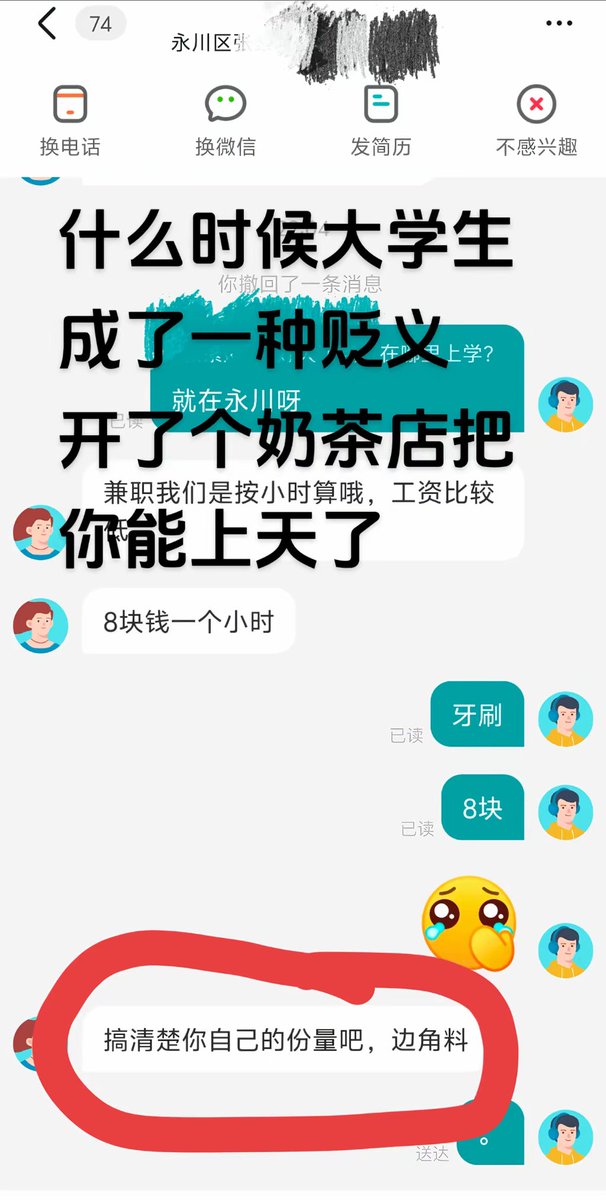 74
永川区张
换电话
换微信
发简历
不感兴趣
什么时候大学生
你撤回了一条消息
成了一种贬义
在哪里上学?
就在永川呀
已读
开了个奶茶店把
兼职我们是按小时算哦，工资比较
低
你能上天了
8块钱一个小时
牙刷
已读
8块
已读
搞清楚你自己的份量吧，边角料
。
送达